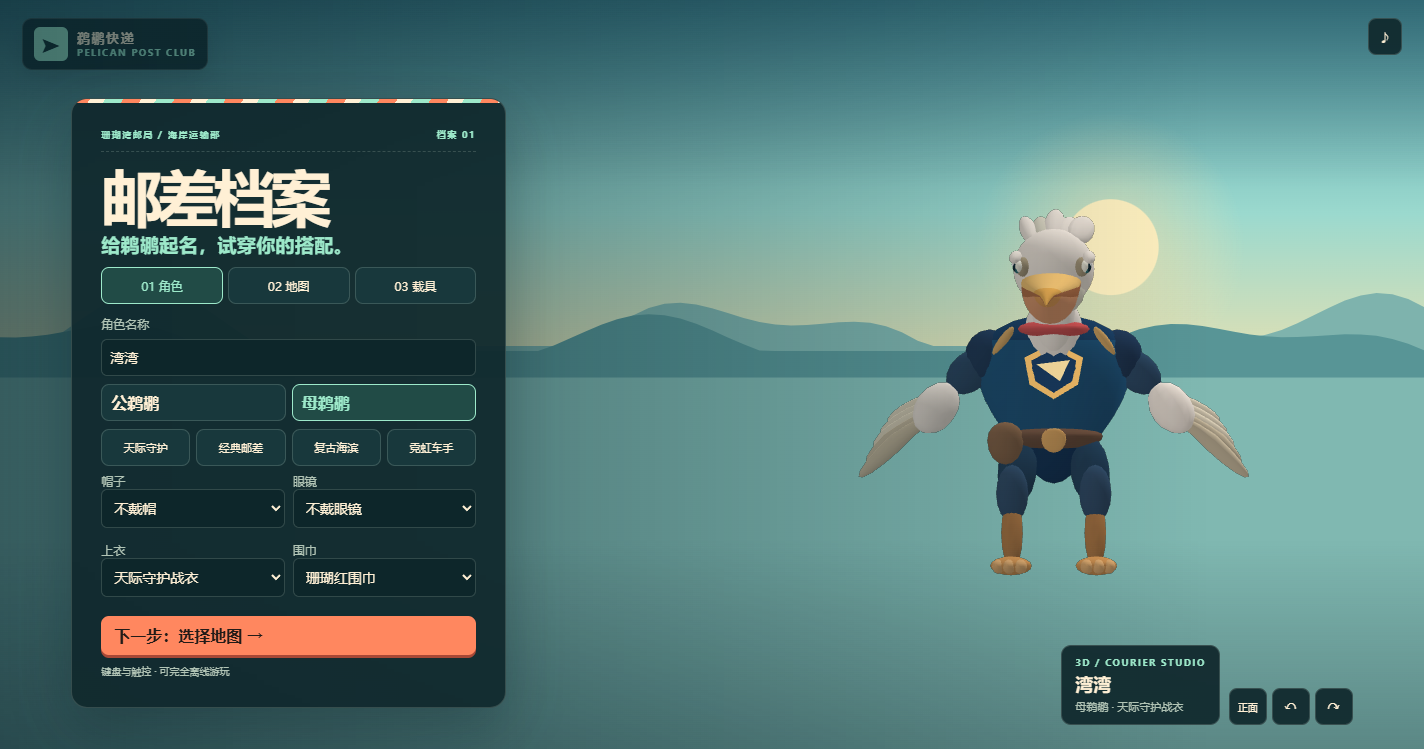 鹈鹕快递
PELICAN POST CLUB
珊瑚湾邮局 / 海岸运输部
档案 01
邮差档案
给鹈鹕起名，试穿你的搭配。
01 角色
02 地图
03 载具
角色名称
湾湾
公鹈鹕
母鹈鹕
天际守护
经典邮差
复古海滨
霓虹车手
帽子
眼镜
不戴帽
不戴眼镜
上衣
围巾
天际守护战衣
珊瑚红围巾
下一步：选择地图 →
键盘与触控 · 可完全离线游玩
3D / COURIER STUDIO
湾湾
母鹈鹕 · 天际守护战衣
正面